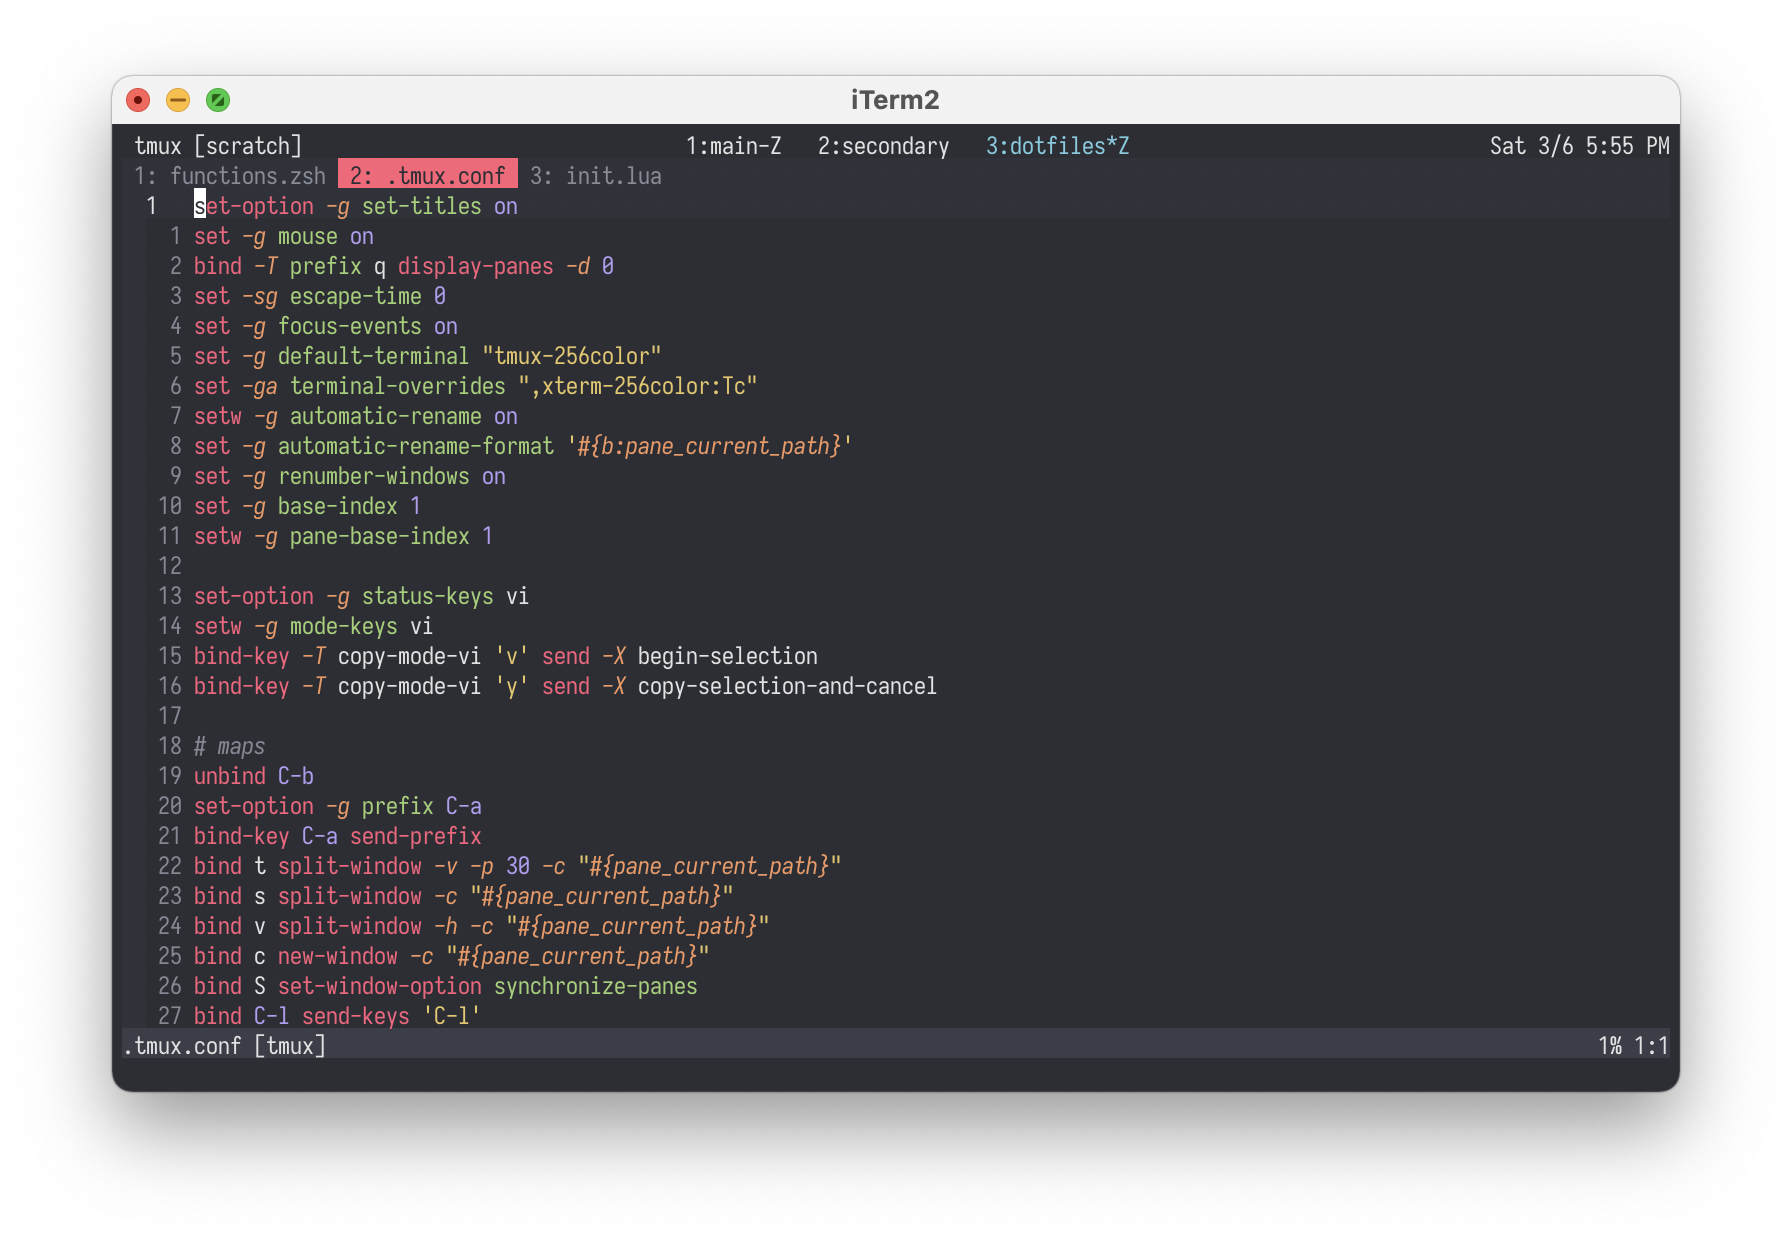 iTerm2
tmux [scratch] 1:main-Z 2:secondary 3:dotfiles*Z Sat 3/6 5:55 PM
1: functions.zsh 2: .tmux.conf 3: init.lua
1 set-option -g set-titles on
1 set -g mouse on
2 bind -T prefix q display-panes -d 0
3 set -sg escape-time 0
4 set -g focus-events on
5 set -g default-terminal "tmux-256color"
6 set -ga terminal-overrides ",xterm-256color:Tc"
7 setw -g automatic-rename on
8 set -g automatic-rename-format '#{b:pane_current_path}'
9 set -g renumber-windows on
10 set -g base-index 1
11 setw -g pane-base-index 1
12
13 set-option -g status-keys vi
14 setw -g mode-keys vi
15 bind-key -T copy-mode-vi 'v' send -X begin-selection
16 bind-key -T copy-mode-vi 'y' send -X copy-selection-and-cancel
17
18 # maps
19 unbind C-b
20 set-option -g prefix C-a
21 bind-key C-a send-prefix
22 bind t split-window -v -p 30 -c "#{pane_current_path}"
23 bind s split-window -c "#{pane_current_path}"
24 bind v split-window -h -c "#{pane_current_path}"
25 bind c new-window -c "#{pane_current_path}"
26 bind S set-window-option synchronize-panes
27 bind C-l send-keys 'C-l'
.tmux.conf [tmux] 1% 1:1